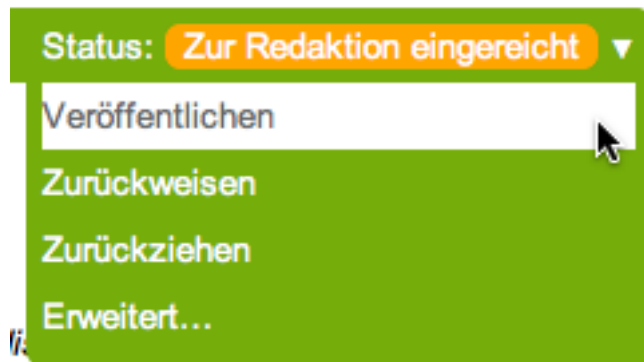 Status: Zur Redaktion eingereicht ▼
Veröffentlichen
Zurückweisen
Zurückziehen
Erweitert...